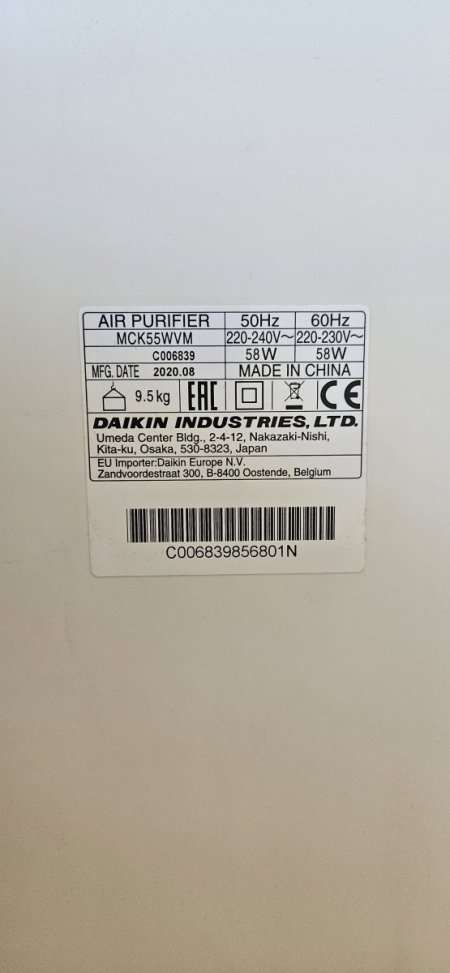 AIR PURIFIER 50Hz 60Hz
MCK55WVM 220-240V~ 220-230V~
C006839 58W 58W
MFG. DATE 2020.08 MADE IN CHINA
9.5kg EAC CE
DAIKIN INDUSTRIES, LTD.
Umeda Center Bldg., 2-4-12, Nakazaki-Nishi,
Kita-ku, Osaka, 530-8323, Japan
EU Importer:Daikin Europe N.V.
Zandvoordestraat 300, B-8400 Oostende, Belgium
C006839856801N